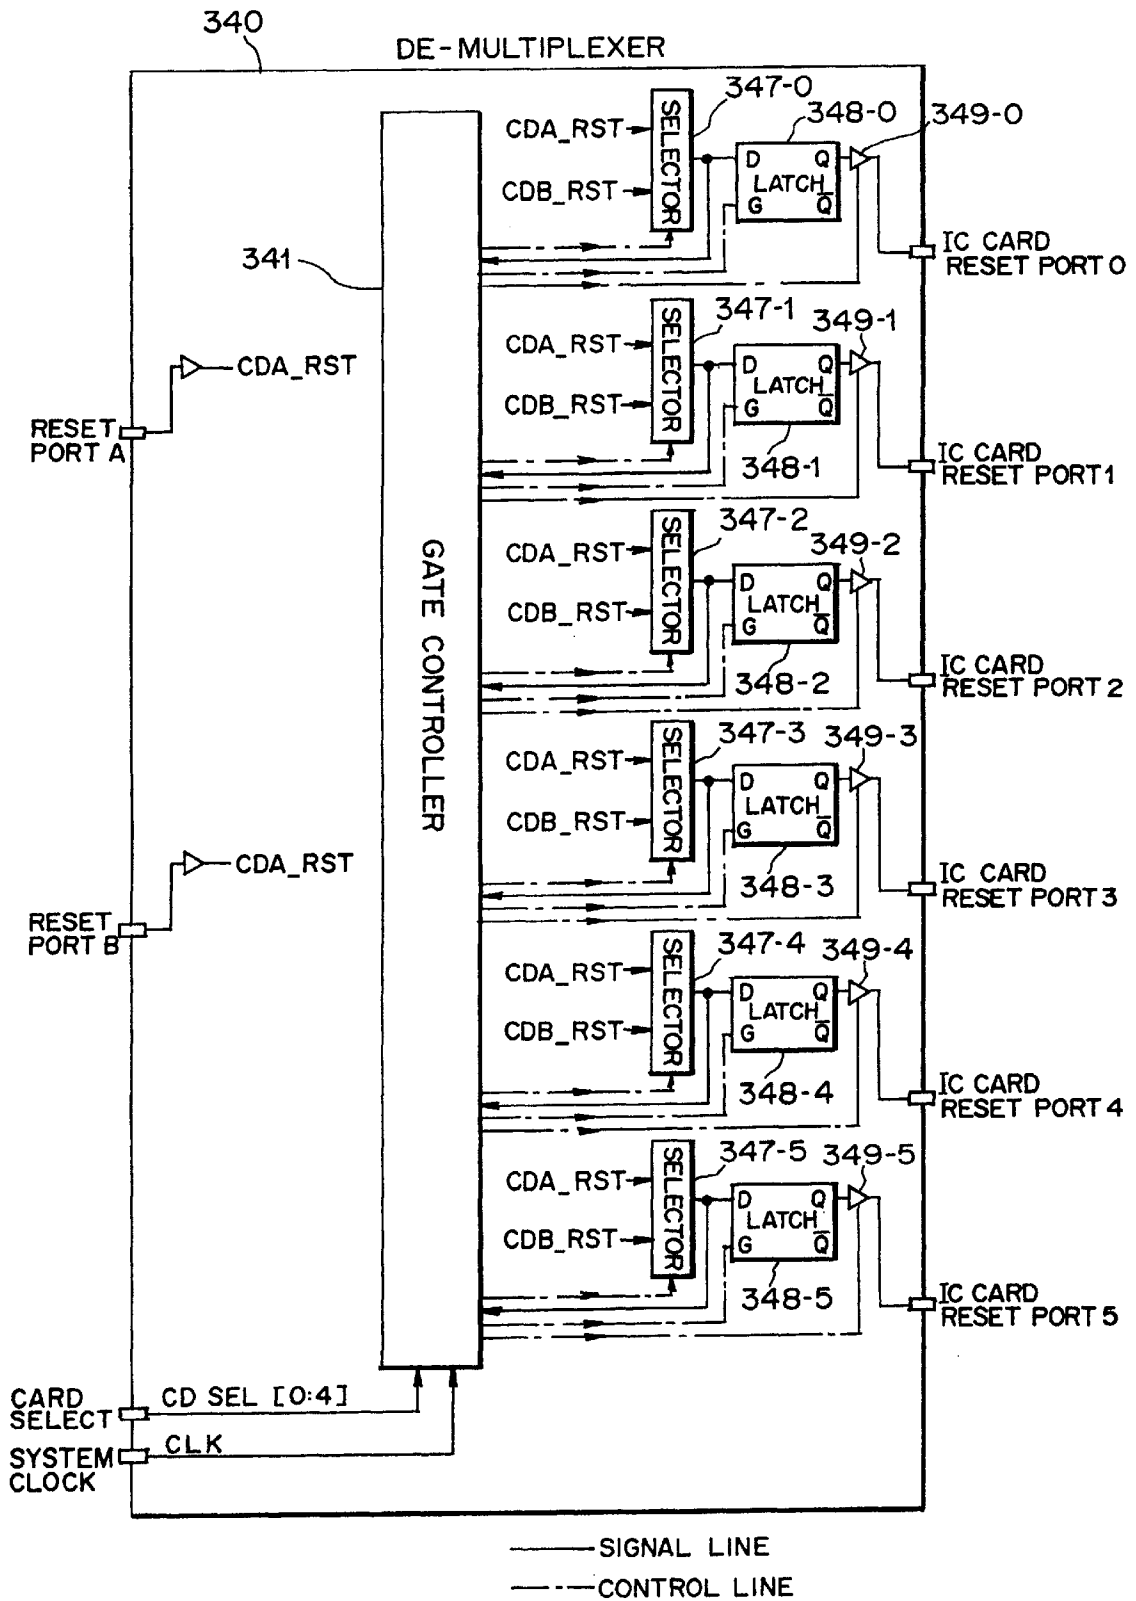 340
DE-MULTIPLEXER
347-0
348-0
349-0
CDA_RST
SELECTOR
D Q
LATCH
G Q̅
CDB_RST
IC CARD
RESET PORT 0
341
347-1
349-1
CDA_RST
SELECTOR
D Q
LATCH
G Q̅
CDB_RST
348-1
IC CARD
RESET PORT 1
CDA_RST
RESET
PORT A
347-2
349-2
CDA_RST
SELECTOR
D Q
LATCH
G Q̅
CDB_RST
348-2
IC CARD
RESET PORT 2
GATE CONTROLLER
347-3
349-3
CDA_RST
SELECTOR
D Q
LATCH
G Q̅
CDB_RST
348-3
IC CARD
RESET PORT 3
CDA_RST
RESET
PORT B
347-4
349-4
CDA_RST
SELECTOR
D Q
LATCH
G Q̅
CDB_RST
348-4
IC CARD
RESET PORT 4
347-5
349-5
CDA_RST
SELECTOR
D Q
LATCH
G Q̅
CDB_RST
348-5
IC CARD
RESET PORT 5
CARD
SELECT
CD SEL [0:4]
SYSTEM
CLOCK
CLK
SIGNAL LINE
CONTROL LINE